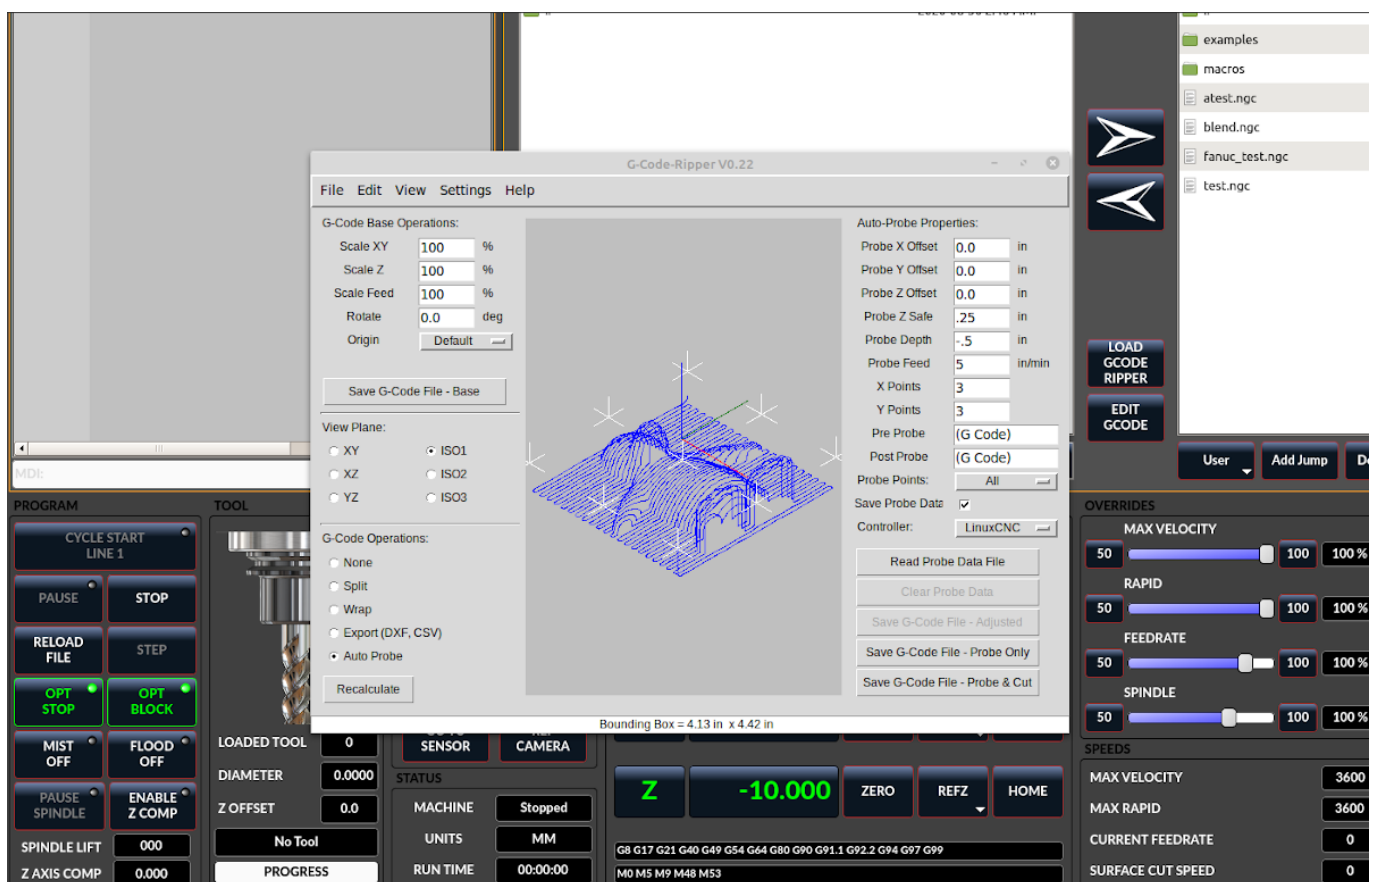 examples
macros
atest.ngc
blend.ngc
fanuc_test.ngc
test.ngc
G-Code-Ripper V0.22
File Edit View Settings Help
G-Code Base Operations:
Scale XY 100 %
Scale Z 100 %
Scale Feed 100 %
Rotate 0.0 deg
Origin Default
Save G-Code File - Base
View Plane:
XY ISO1
XZ ISO2
YZ ISO3
G-Code Operations:
None
Split
Wrap
Export (DXF, CSV)
Auto Probe
Recalculate
Auto-Probe Properties:
Probe X Offset 0.0 in
Probe Y Offset 0.0 in
Probe Z Offset 0.0 in
Probe Z Safe .25 in
Probe Depth -.5 in
Probe Feed 5 in/min
X Points 3
Y Points 3
Pre Probe (G Code)
Post Probe (G Code)
Probe Points: All
Save Probe Data
Controller: LinuxCNC
Read Probe Data File
Clear Probe Data
Save G-Code File - Adjusted
Save G-Code File - Probe Only
Save G-Code File - Probe & Cut
Bounding Box = 4.13 in x 4.42 in
LOAD
GCODE
RIPPER
EDIT
GCODE
User Add Jump
MDI:
PROGRAM
CYCLE START
LINE 1
PAUSE STOP
RELOAD
FILE
STEP
OPT
STOP
OPT
BLOCK
MIST
OFF
FLOOD
OFF
PAUSE
SPINDLE
ENABLE
Z COMP
SPINDLE LIFT 000
Z AXIS COMP 0.000
TOOL
LOADED TOOL 0
DIAMETER 0.0000
Z OFFSET 0.0
No Tool
PROGRESS
SENSOR
CAMERA
STATUS
MACHINE Stopped
UNITS MM
RUN TIME 00:00:00
Z -10.000 ZERO REFZ HOME
G8 G17 G21 G40 G49 G54 G64 G80 G90 G91.1 G92.2 G94 G97 G99
M0 M5 M9 M48 M53
OVERRIDES
MAX VELOCITY
50 100 100 %
RAPID
50 100 100 %
FEEDRATE
50 100 100 %
SPINDLE
50 100 100 %
SPEEDS
MAX VELOCITY 3600
MAX RAPID 3600
CURRENT FEEDRATE 0
SURFACE CUT SPEED 0